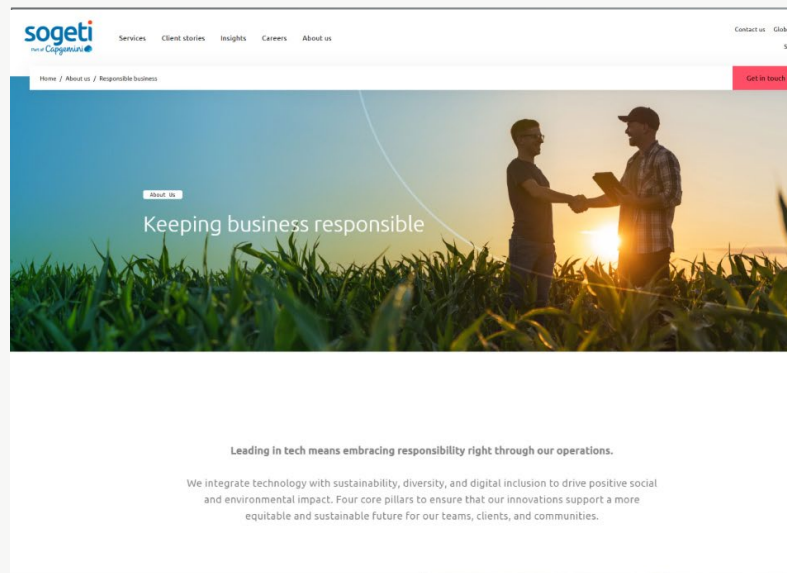 sogeti
Part of Capgemini
Services Client stories Insights Careers About us
Contact us
Home / About us / Responsible business
Get in touch
About Us
Keeping business responsible
Leading in tech means embracing responsibility right through our operations.
We integrate technology with sustainability, diversity, and digital inclusion to drive positive social
and environmental impact. Four core pillars to ensure that our innovations support a more
equitable and sustainable future for our teams, clients, and communities.